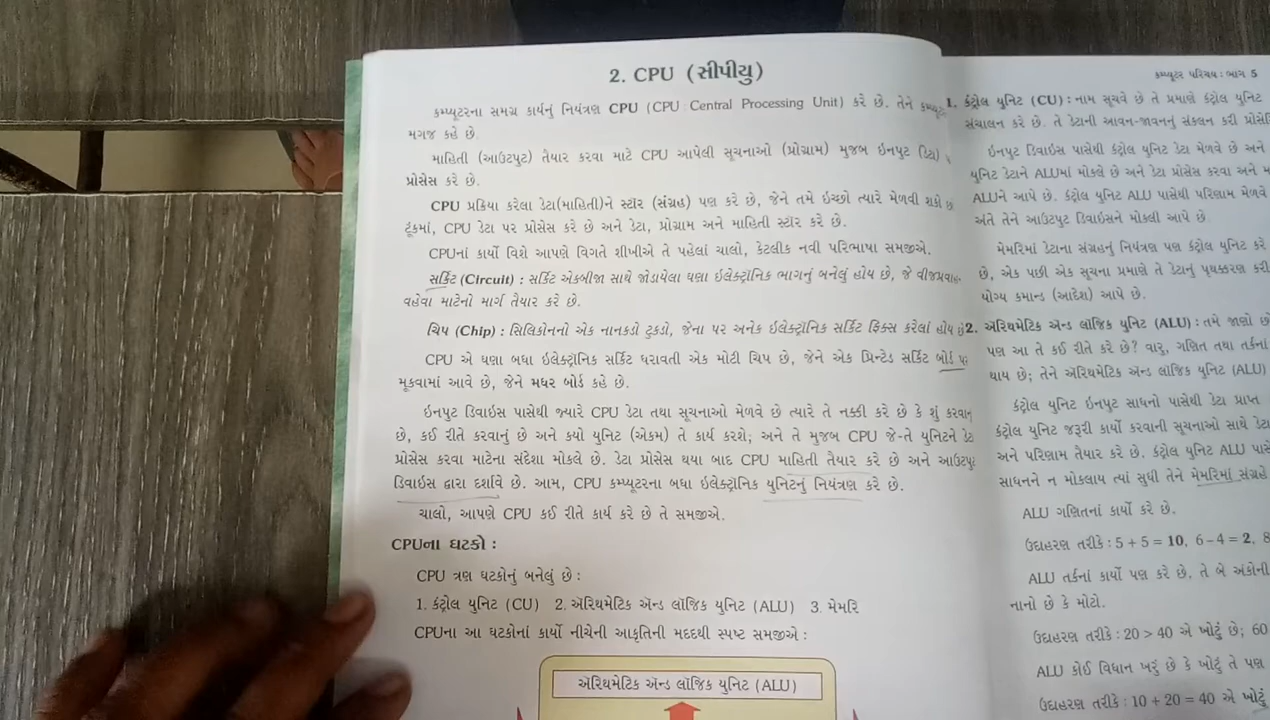 2. CPU (સીપીયુ)
કમ્પ્યૂટરના સમગ્ર કાર્યનું નિયંત્રણ CPU (CPU Central Processing Unit) કરે છે. તેને કમ્પ્યૂટર
મગજ કહે છે.
માહિતી (આઉટપુટ) તૈયાર કરવા માટે CPU આપેલી સૂચનાઓ (પ્રોગ્રામ) મુજબ ઇનપુટ ડેટા
પ્રોસેસ કરે છે.
CPU પ્રક્રિયા કરેલા ડેટા(માહિતી)ને સ્ટૉર (સંગ્રહ) પણ કરે છે, જેને તમે ઇચ્છો ત્યારે મેળવી શકો છો
ટૂંકમાં, CPU ડેટા પર પ્રોસેસ કરે છે અને ડેટા, પ્રોગ્રામ અને માહિતી સ્ટૉર કરે છે.
CPUનાં કાર્યો વિશે આપણે વિગતે શીખીએ તે પહેલાં ચાલો, કેટલીક નવી પરિભાષા સમજીએ.
સર્કિટ (Circuit) : સર્કિટ એકબીજા સાથે જોડાયેલા ઘણા ઇલેક્ટ્રૉનિક ભાગનું બનેલું હોય છે, જે વીજપ્રવાહ
વહેવા માટેનો માર્ગ તૈયાર કરે છે.
ચિપ (Chip) : સિલિકોનનો એક નાનકડો ટુકડો, જેના પર અનેક ઇલેક્ટ્રૉનિક સર્કિટ ફિક્સ કરેલાં હોય છે
CPU એ ઘણા બધા ઇલેક્ટ્રૉનિક સર્કિટ ધરાવતી એક મોટી ચિપ છે, જેને એક પ્રિન્ટેડ સર્કિટ બોર્ડ પર
મૂકવામાં આવે છે, જેને મધર બોર્ડ કહે છે.
ઇનપુટ ડિવાઇસ પાસેથી જ્યારે CPU ડેટા તથા સૂચનાઓ મેળવે છે ત્યારે તે નક્કી કરે છે કે શું કરવાનું
છે, કઈ રીતે કરવાનું છે અને કયો યુનિટ (એકમ) તે કાર્ય કરશે; અને તે મુજબ CPU જે-તે યુનિટને ડેટા
પ્રોસેસ કરવા માટેના સંદેશા મોકલે છે. ડેટા પ્રોસેસ થયા બાદ CPU માહિતી તૈયાર કરે છે અને આઉટપુટ
ડિવાઇસ દ્વારા દર્શાવે છે. આમ, CPU કમ્પ્યૂટરના બધા ઇલેક્ટ્રૉનિક યુનિટનું નિયંત્રણ કરે છે.
ચાલો, આપણે CPU કઈ રીતે કાર્ય કરે છે તે સમજીએ.
CPUના ઘટકો :
CPU ત્રણ ઘટકોનું બનેલું છે :
1. કંટ્રોલ યુનિટ (CU) 2. ઍરિથમેટિક ઍન્ડ લૉજિક યુનિટ (ALU) 3. મેમરિ
CPUના આ ઘટકોનાં કાર્યો નીચેની આકૃતિની મદદથી સ્પષ્ટ સમજીએ :
ઍરિથમેટિક ઍન્ડ લૉજિક યુનિટ (ALU)
કમ્પ્યૂટર પરિચય : ભાગ 5
1. કંટ્રોલ યુનિટ (CU) : નામ સૂચવે છે તે પ્રમાણે કંટ્રોલ યુનિટ
સંચાલન કરે છે. તે ડેટાની આવન-જાવનનું સંકલન કરી
ઇનપુટ ડિવાઇસ પાસેથી કંટ્રોલ યુનિટ ડેટા મેળવે છે અને
યુનિટ ડેટાને ALUમાં મોકલે છે અને ડેટા પ્રોસેસ કરવા અને
ALUને આપે છે. કંટ્રોલ યુનિટ ALU પાસેથી પરિણામ મેળવે
અંતે તેને આઉટપુટ ડિવાઇસને મોકલી આપે છે.
મેમરિમાં ડેટાના સંગ્રહનું નિયંત્રણ પણ કંટ્રોલ યુનિટ કરે
છે, એક પછી એક સૂચના પ્રમાણે તે ડેટાનું પૃથક્કરણ કરી
યોગ્ય કમાન્ડ (આદેશ) આપે છે.
2. ઍરિથમેટિક ઍન્ડ લૉજિક યુનિટ (ALU) : તમે જાણો છો
પણ આ તે કઈ રીતે કરે છે? વારુ, ગણિત તથા તર્કનાં
થાય છે; તેને ઍરિથમેટિક ઍન્ડ લૉજિક યુનિટ (ALU)
કંટ્રોલ યુનિટ ઇનપુટ સાધનો પાસેથી ડેટા પ્રાપ્ત
કંટ્રોલ યુનિટ જરૂરી કાર્યો કરવાની સૂચનાઓ સાથે ડેટા
અને પરિણામ તૈયાર કરે છે. કંટ્રોલ યુનિટ ALU
સાધનને ન મોકલાય ત્યાં સુધી તેને મેમરિમાં સંગ્રહ
ALU ગણિતનાં કાર્યો કરે છે.
ઉદાહરણ તરીકે : 5 + 5 = 10, 6 – 4 = 2, 8
ALU તર્કનાં કાર્યો પણ કરે છે, તે બે અંકોની
નાનો છે કે મોટો.
ઉદાહરણ તરીકે : 20 > 40 એ ખોટું છે; 60
ALU કોઈ વિધાન ખરું છે કે ખોટું તે પણ
ઉદાહરણ તરીકે : 10 + 20 = 40 એ ખોટું